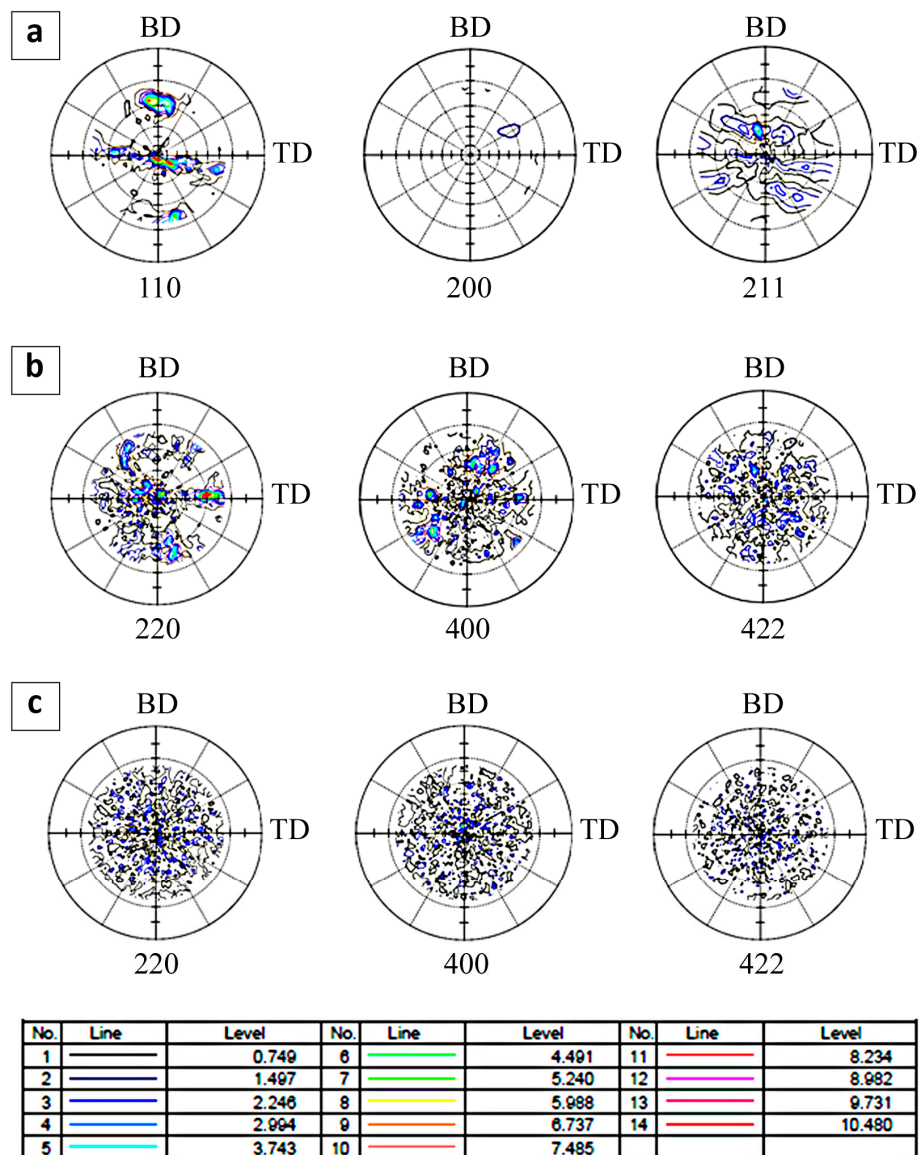 a
BD BD BD
TD TD TD
110 200 211
b
BD BD BD
TD TD TD
220 400 422
c
BD BD BD
TD TD TD
220 400 422
No. Line Level No. Line Level No. Line Level
1 0.749 6 4.491 11 8.234
2 1.497 7 5.240 12 8.982
3 2.246 8 5.988 13 9.731
4 2.994 9 6.737 14 10.480
5 3.743 10 7.485